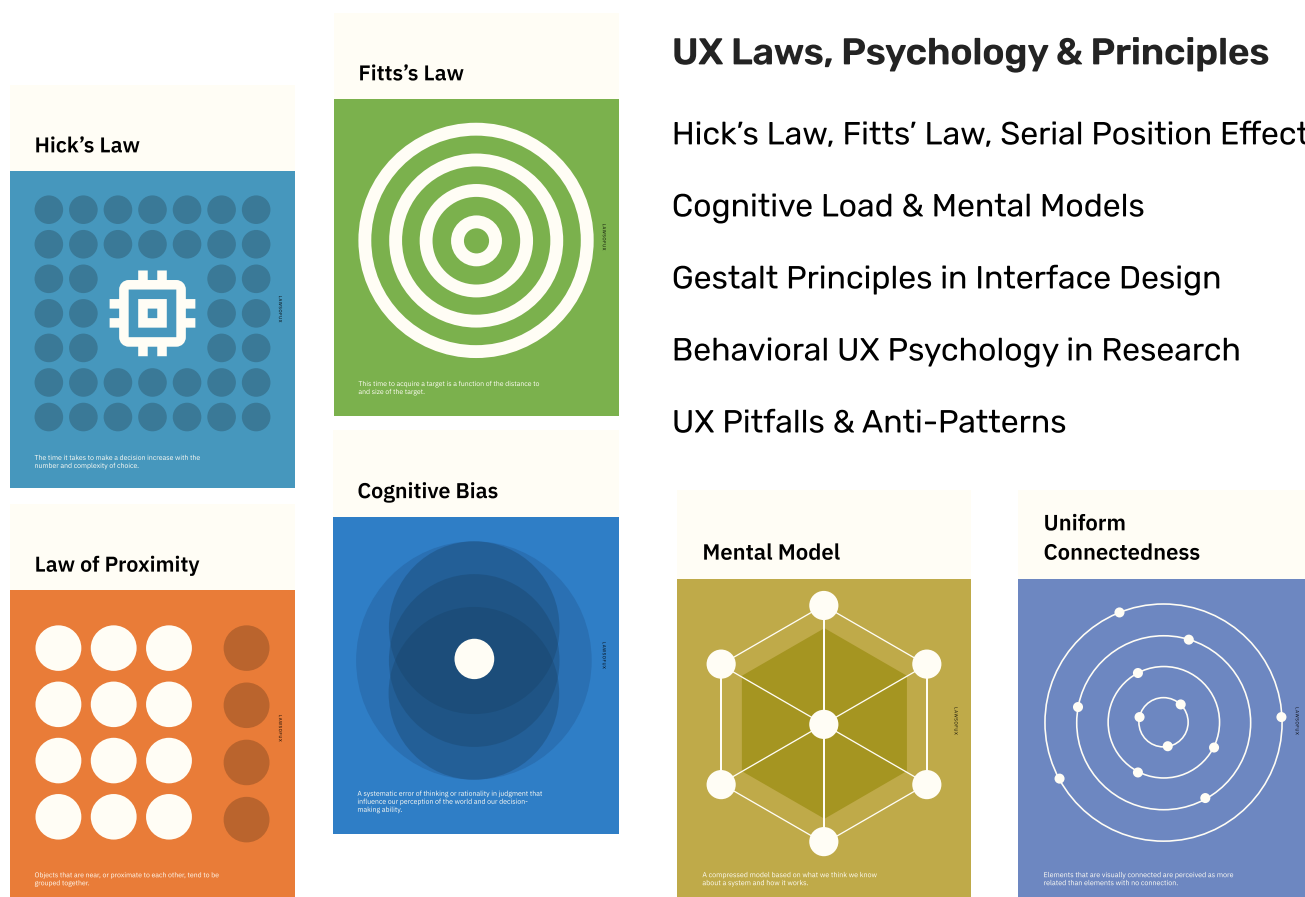 Hick’s Law
LAWSOFUX
The time it takes to make a decision increase with the
number and complexity of choice.
Law of Proximity
LAWSOFUX
Objects that are near, or proximate to each other, tend to be
grouped together.
Fitts’s Law
LAWSOFUX
This time to acquire a target is a function of the distance to
and size of the target.
Cognitive Bias
LAWSOFUX
A systematic error of thinking or rationality in judgment that
influence our perception of the world and our decision-
making ability.
UX Laws, Psychology & Principles
Hick’s Law, Fitts’ Law, Serial Position Effect
Cognitive Load & Mental Models
Gestalt Principles in Interface Design
Behavioral UX Psychology in Research
UX Pitfalls & Anti-Patterns
Mental Model
LAWSOFUX
A compressed model based on what we think we know
about a system and how it works.
Uniform
Connectedness
LAWSOFUX
Elements that are visually connected are perceived as more
related than elements with no connection.